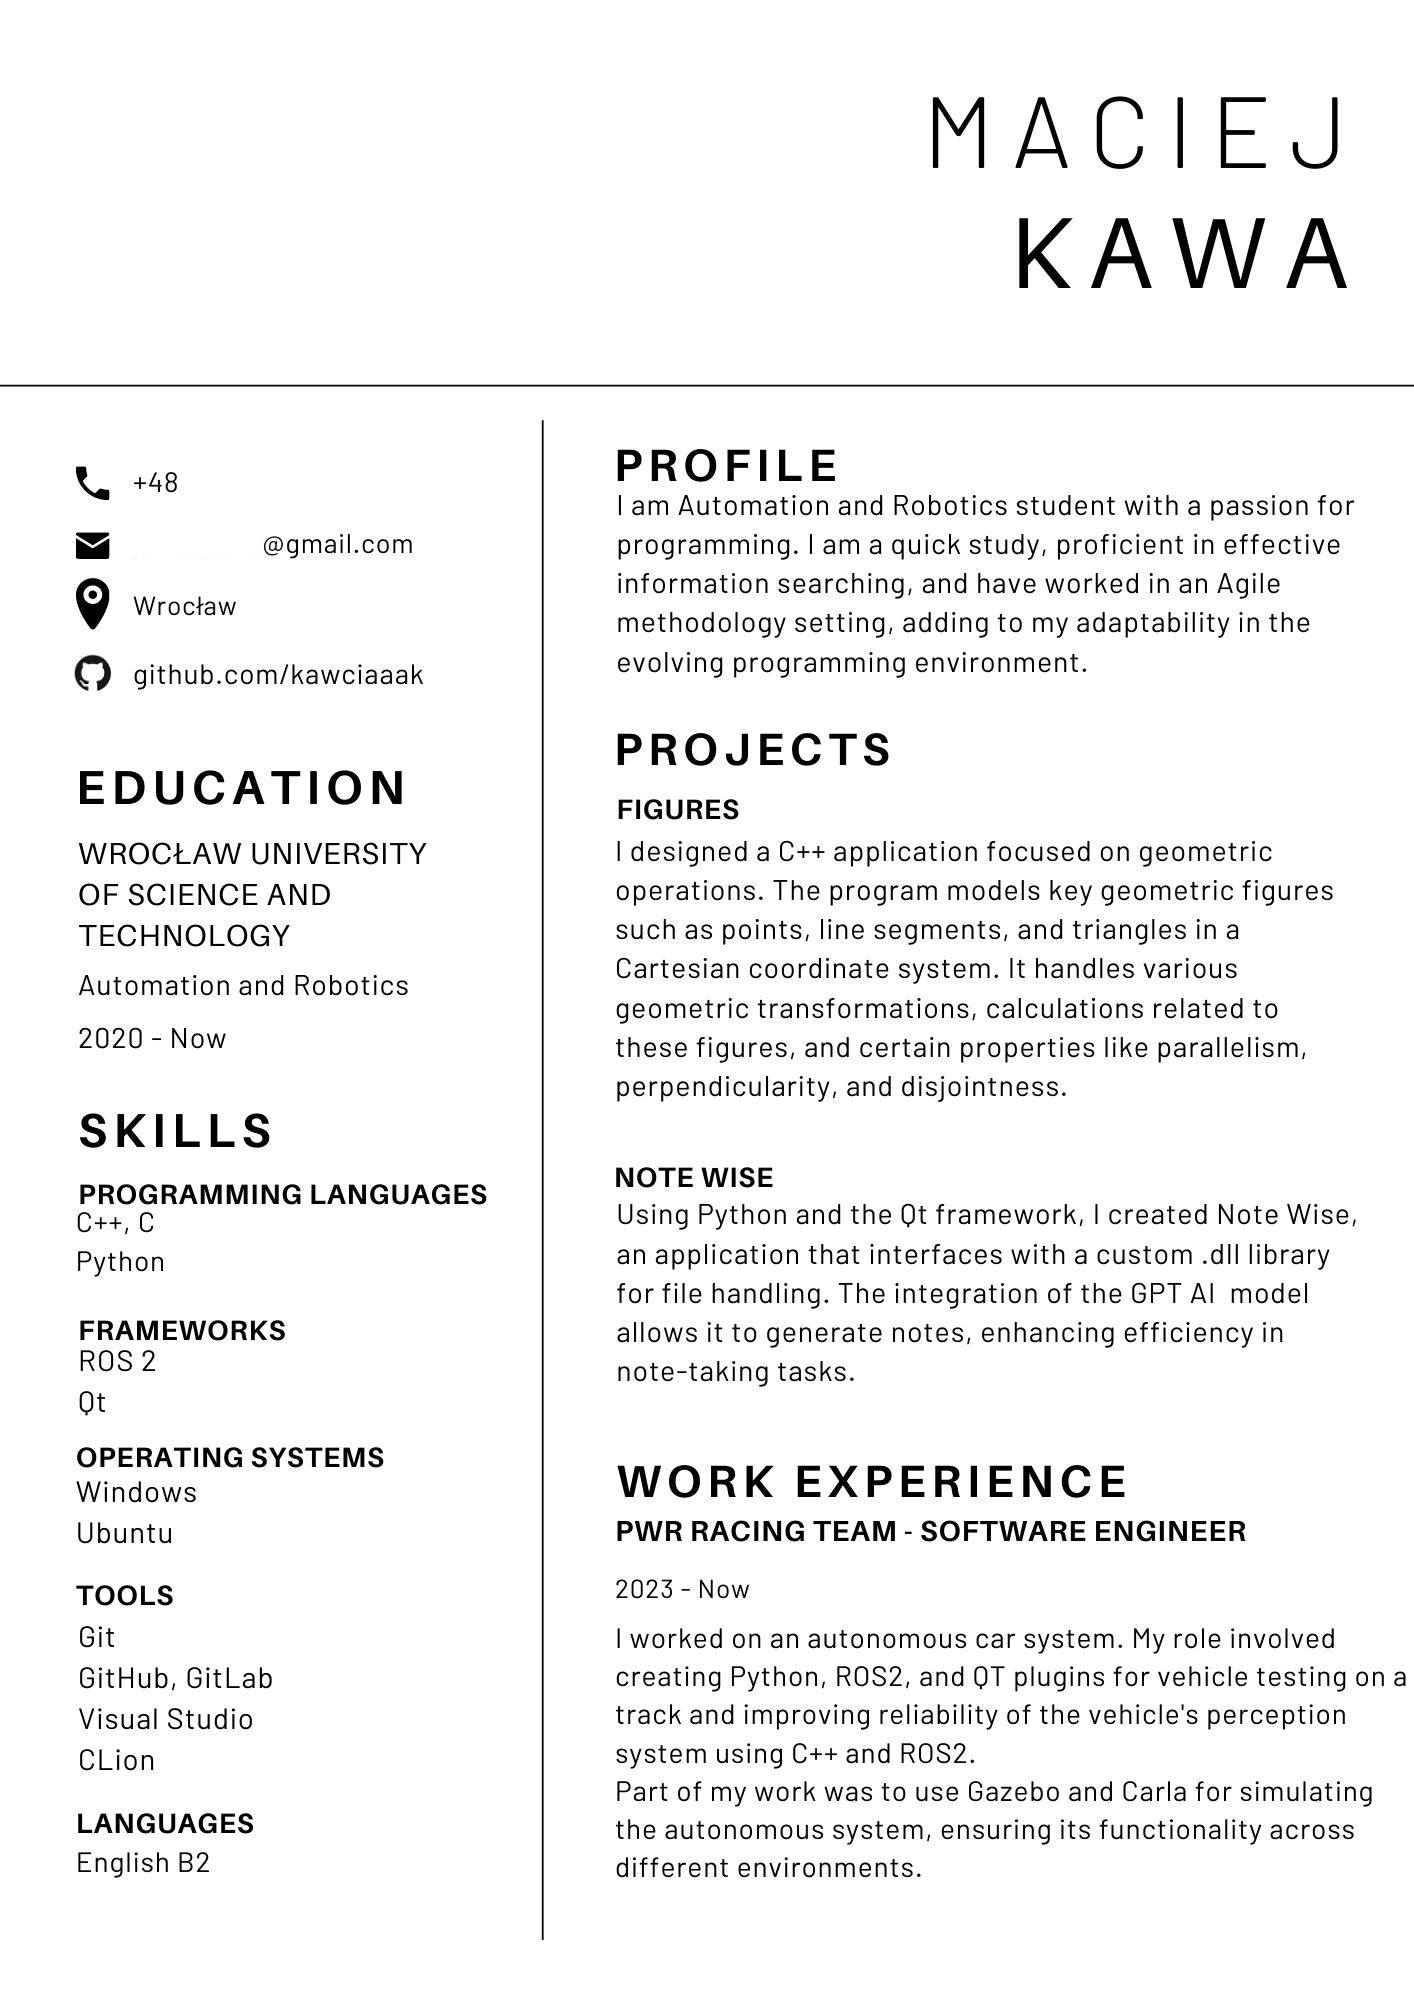 MACIEJ
KAWA
+48
@gmail.com
Wrocław
github.com/kawciaaak
EDUCATION
WROCŁAW UNIVERSITY
OF SCIENCE AND
TECHNOLOGY
Automation and Robotics
2020 - Now
SKILLS
PROGRAMMING LANGUAGES
C++, C
Python
FRAMEWORKS
ROS 2
Qt
OPERATING SYSTEMS
Windows
Ubuntu
TOOLS
Git
GitHub, GitLab
Visual Studio
CLion
LANGUAGES
English B2
PROFILE
I am Automation and Robotics student with a passion for
programming. I am a quick study, proficient in effective
information searching, and have worked in an Agile
methodology setting, adding to my adaptability in the
evolving programming environment.
PROJECTS
FIGURES
I designed a C++ application focused on geometric
operations. The program models key geometric figures
such as points, line segments, and triangles in a
Cartesian coordinate system. It handles various
geometric transformations, calculations related to
these figures, and certain properties like parallelism,
perpendicularity, and disjointness.
NOTE WISE
Using Python and the Qt framework, I created Note Wise,
an application that interfaces with a custom .dll library
for file handling. The integration of the GPT AI  model
allows it to generate notes, enhancing efficiency in
note-taking tasks.
WORK EXPERIENCE
PWR RACING TEAM - SOFTWARE ENGINEER
2023 - Now
I worked on an autonomous car system. My role involved
creating Python, ROS2, and QT plugins for vehicle testing on a
track and improving reliability of the vehicle's perception
system using C++ and ROS2.
Part of my work was to use Gazebo and Carla for simulating
the autonomous system, ensuring its functionality across
different environments.